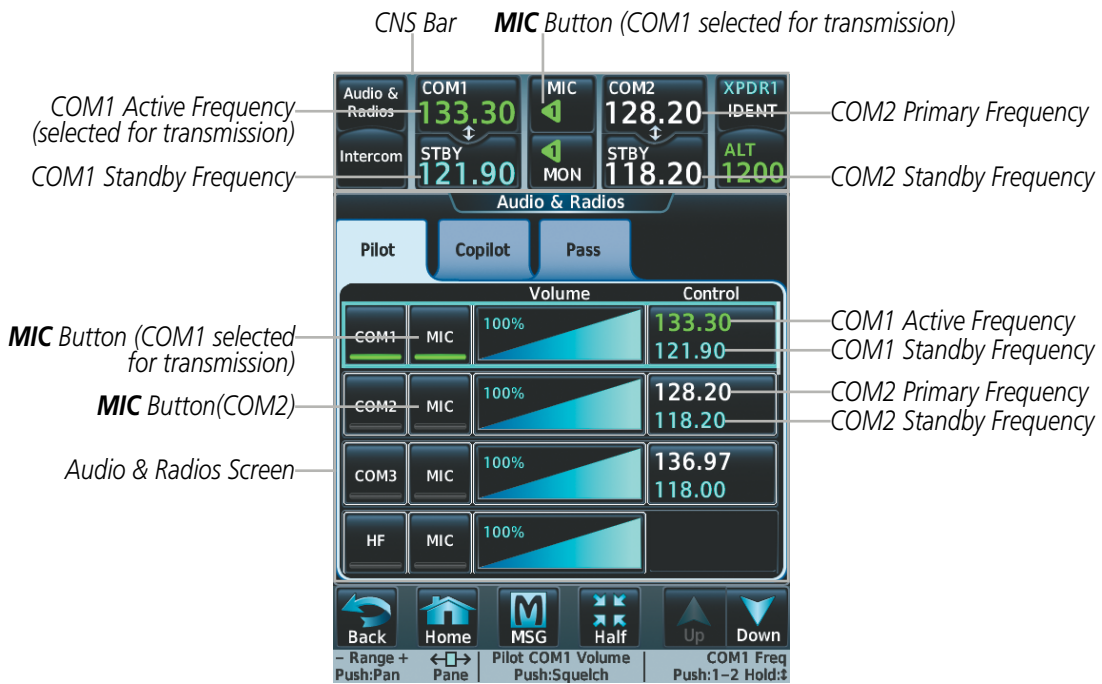 CNS Bar
MIC Button (COM1 selected for transmission)
COM1 Active Frequency
(selected for transmission)
COM1 Standby Frequency
Audio &
Radios
COM1
133.30
MIC
1
COM2
128.20
XPDR1
IDENT
COM2 Primary Frequency
Intercom
STBY
121.90
1
MON
STBY
118.20
ALT
1200
COM2 Standby Frequency
Audio & Radios
Pilot
Copilot
Pass
Volume
Control
MIC Button (COM1 selected
for transmission)
COM1
MIC
100%
133.30
121.90
COM1 Active Frequency
COM1 Standby Frequency
MIC Button(COM2)
COM2
MIC
128.20
118.20
100%
COM2 Primary Frequency
COM2 Standby Frequency
Audio & Radios Screen
COM3
MIC
100%
136.97
118.00
HF
MIC
100%
Back
Home
MSG
Half
Up
Down
– Range +
Push:Pan
Pane
Pilot COM1 Volume
Push:Squelch
COM1 Freq
Push:1–2 Hold:↕